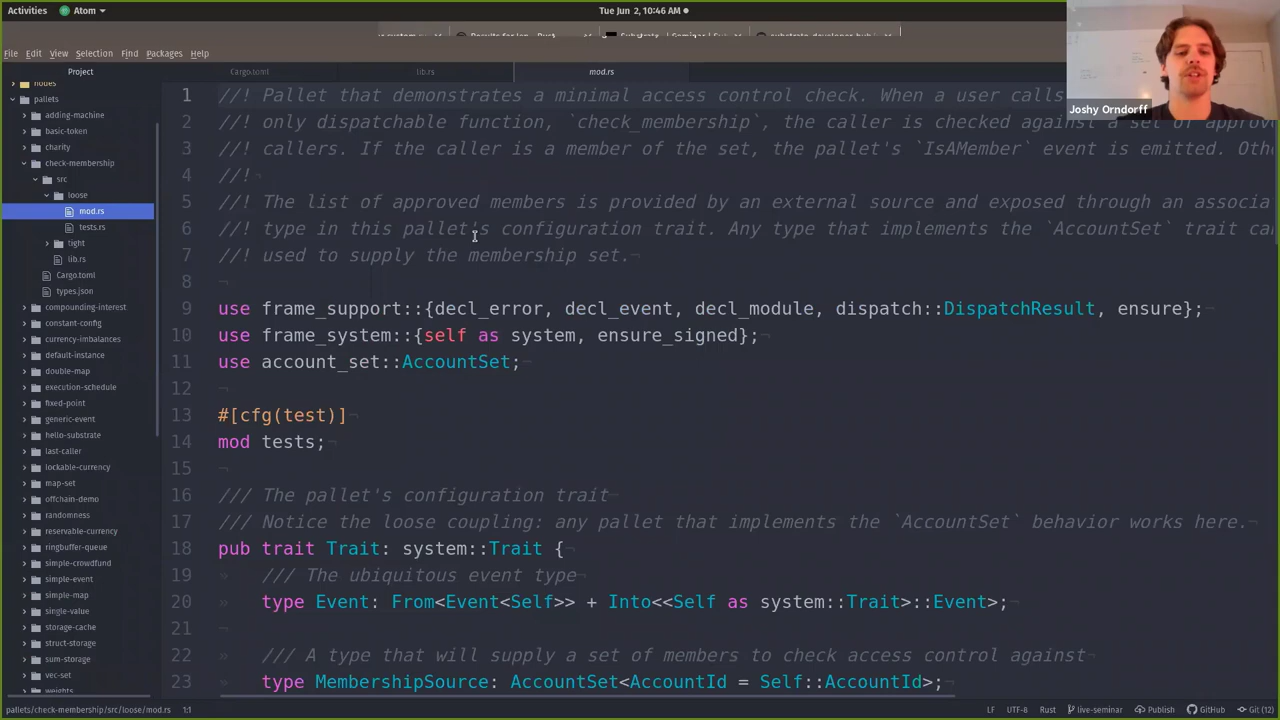 Activities
Atom
Tue Jun 2, 10:46 AM
Results for
File Edit View Selection Find Packages Help
Joshy Orndorff
Project
Cargo.toml
lib.rs
mod.rs
nodes
pallets
adding-machine
basic-token
charity
check-membership
src
loose
mod.rs
tests.rs
tight
lib.rs
Cargo.toml
types.json
compounding-interest
constant-config
currency-imbalances
default-instance
double-map
execution-schedule
fixed-point
generic-event
hello-substrate
last-caller
lockable-currency
map-set
offchain-demo
randomness
reservable-currency
ringbuffer-queue
simple-crowdfund
simple-event
simple-map
single-value
storage-cache
struct-storage
sum-storage
vec-set
weights
1 //! Pallet that demonstrates a minimal access control check. When a user calls
2 //! only dispatchable function, `check_membership`, the caller is checked against a set of approve
3 //! callers. If the caller is a member of the set, the pallet's `IsAMember` event is emitted. Othe
4 //!
5 //! The list of approved members is provided by an external source and exposed through an associa
6 //! type in this pallet's configuration trait. Any type that implements the `AccountSet` trait ca
7 //! used to supply the membership set.
8
9 use frame_support::{decl_error, decl_event, decl_module, dispatch::DispatchResult, ensure};
10 use frame_system::{self as system, ensure_signed};
11 use account_set::AccountSet;
12
13 #[cfg(test)]
14 mod tests;
15
16 /// The pallet's configuration trait
17 /// Notice the loose coupling: any pallet that implements the `AccountSet` behavior works here.
18 pub trait Trait: system::Trait {
19 /// The ubiquitous event type
20 type Event: From<Event<Self>> + Into<<Self as system::Trait>::Event>;
21
22 /// A type that will supply a set of members to check access control against
23 type MembershipSource: AccountSet<AccountId = Self::AccountId>;
pallets/check-membership/src/loose/mod.rs 1:1
LF UTF-8 Rust live-seminar Publish GitHub Git (12)